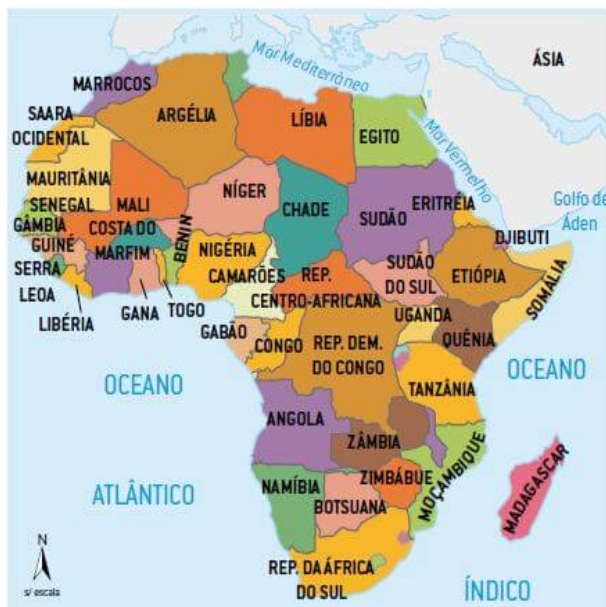 ÁSIA
Mar Mediterrâneo
MARROCOS
ARGÉLIA
LÍBIA
EGITO
Mar Vermelho
SAARA
OCIDENTAL
MAURITÂNIA
MALI
NÍGER
CHADE
SUDÃO
ERITRÉIA
Golfo de
Áden
SENEGAL
GÂMBIA
GUINÉ
COSTA DO
MARFIM
BENIN
NIGÉRIA
DJIBUTI
SERRA
LEOA
LIBÉRIA
GANA
TOGO
CAMARÕES
REP.
CENTRO-AFRICANA
SUDÃO
DO SUL
ETIÓPIA
SOMÁLIA
GABÃO
CONGO
REP. DEM.
DO CONGO
UGANDA
QUÊNIA
OCEANO
OCEANO
TANZÂNIA
ANGOLA
ZÂMBIA
MOÇAMBIQUE
MADAGASCAR
ATLÂNTICO
NAMÍBIA
ZIMBÁBUE
BOTSUANA
REP. DA ÁFRICA
DO SUL
ÍNDICO
N
s/ escala